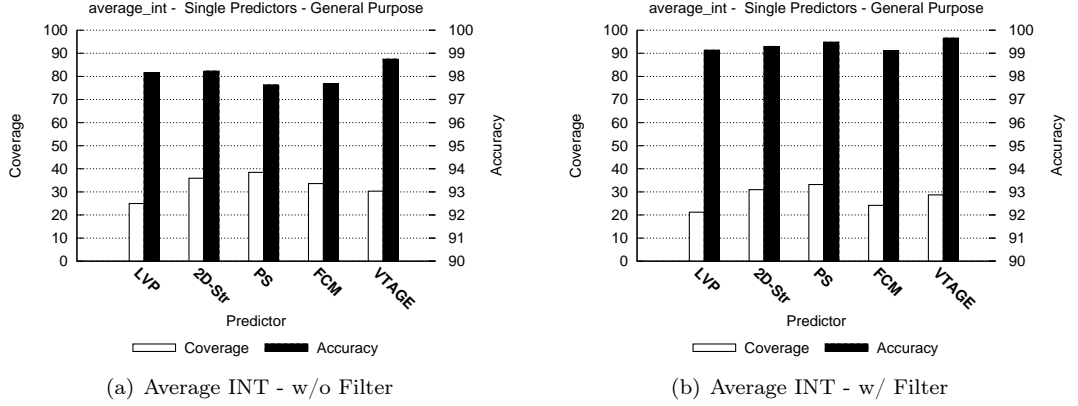 average_int - Single Predictors - General Purpose
100
90
80
70
60
50
40
30
20
10
0
Coverage
100
99
98
97
96
95
94
93
92
91
90
Accuracy
LVP
2D-Str
PS
FCM
VTAGE
Predictor
Coverage
Accuracy
(a) Average INT - w/o Filter
average_int - Single Predictors - General Purpose
100
90
80
70
60
50
40
30
20
10
0
Coverage
100
99
98
97
96
95
94
93
92
91
90
Accuracy
LVP
2D-Str
PS
FCM
VTAGE
Predictor
Coverage
Accuracy
(b) Average INT - w/ Filter